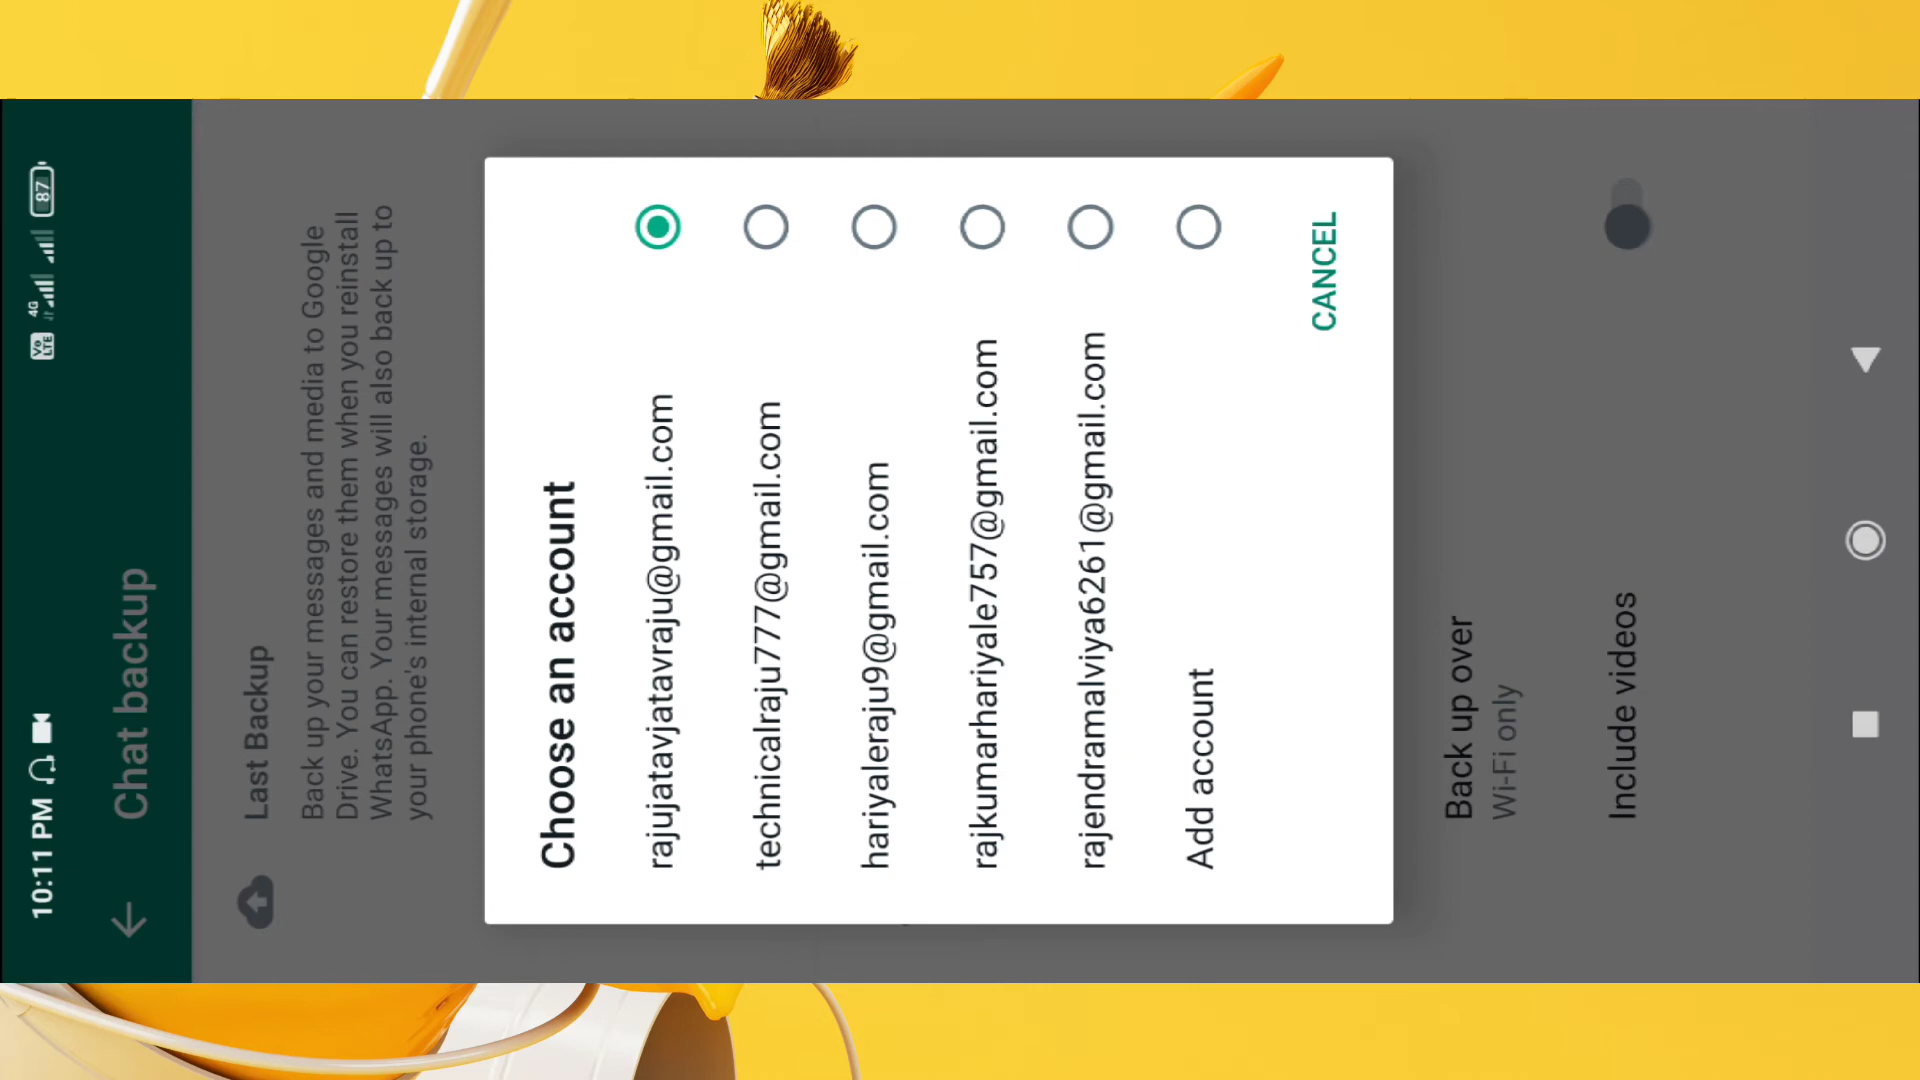 10:11 PM
Vo LTE
4G
87
Chat backup
Last Backup
Back up your messages and media to Google
Drive. You can restore them when you reinstall
WhatsApp. Your messages will also back up to
your phone's internal storage.
Choose an account
rajujatavjatavraju@gmail.com
technicalraju777@gmail.com
hariyaleraju9@gmail.com
rajkumarhariyale757@gmail.com
rajendramalviya6261@gmail.com
Add account
CANCEL
Back up over
Wi-Fi only
Include videos